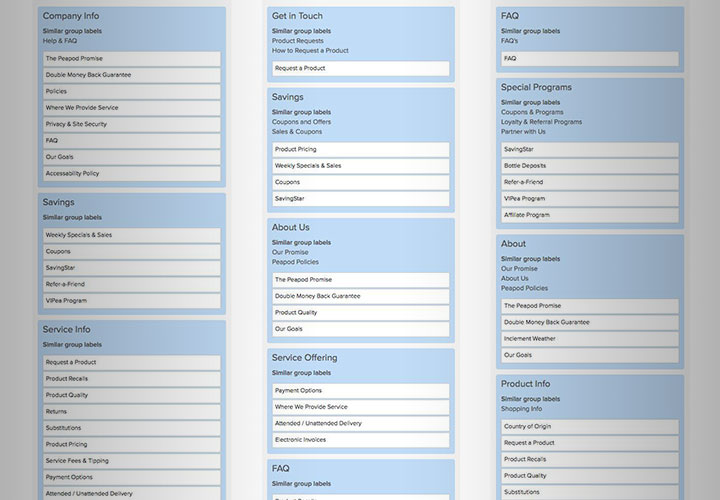 Company Info
Similar group labels
Help & FAQ
The Peapod Promise
Double Money Back Guarantee
Policies
Where We Provide Service
Privacy & Site Security
FAQ
Our Goals
Accessability Policy
Savings
Similar group labels
Weekly Specials & Sales
Coupons
SavingStar
Refer-a-Friend
VIPea Program
Service Info
Similar group labels
Request a Product
Product Recalls
Product Quality
Returns
Substitutions
Product Pricing
Service Fees & Tipping
Payment Options
Attended / Unattended Delivery
Get in Touch
Similar group labels
Product Requests
How to Request a Product
Request a Product
Savings
Similar group labels
Coupons and Offers
Sales & Coupons
Product Pricing
Weekly Specials & Sales
Coupons
SavingStar
About Us
Similar group labels
Our Promise
Peapod Policies
The Peapod Promise
Double Money Back Guarantee
Product Quality
Our Goals
Service Offering
Similar group labels
Payment Options
Where We Provide Service
Attended / Unattended Delivery
Electronic Invoices
FAQ
Similar group labels
FAQ
Similar group labels
FAQ's
FAQ
Special Programs
Similar group labels
Coupons & Programs
Loyalty & Referral Programs
Partner with Us
SavingStar
Bottle Deposits
Refer-a-Friend
VIPea Program
Affiliate Program
About
Similar group labels
Our Promise
About Us
Peapod Policies
The Peapod Promise
Double Money Back Guarantee
Inclement Weather
Our Goals
Product Info
Similar group labels
Shopping Info
Country of Origin
Request a Product
Product Recalls
Product Quality
Substitutions